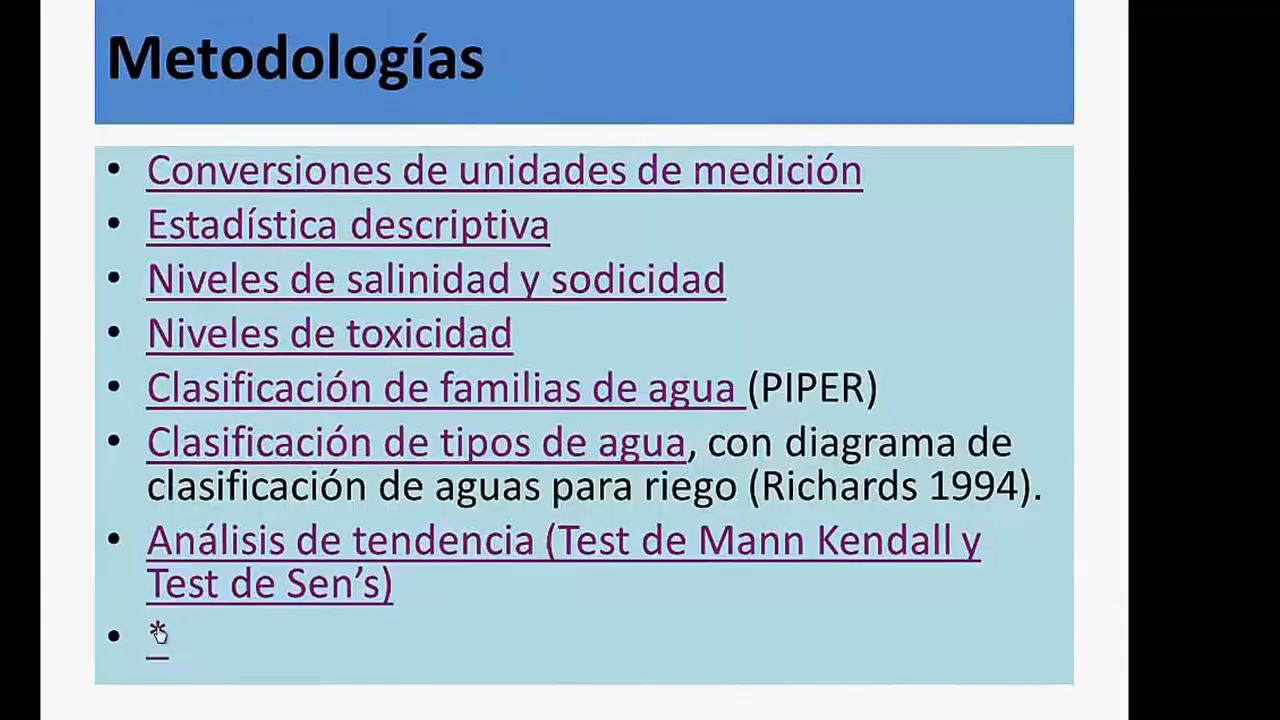 Metodologías
• Conversiones de unidades de medición
• Estadística descriptiva
• Niveles de salinidad y sodicidad
• Niveles de toxicidad
• Clasificación de familias de agua (PIPER)
• Clasificación de tipos de agua, con diagrama de
clasificación de aguas para riego (Richards 1994).
• Análisis de tendencia (Test de Mann Kendall y
Test de Sen’s)
• *